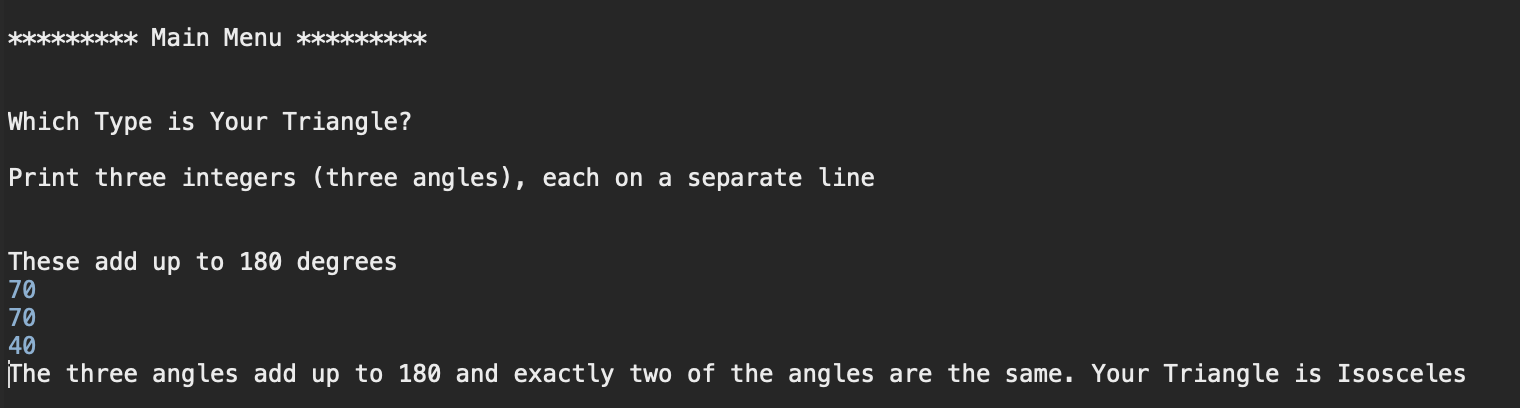 ********* Main Menu *********
Which Type is Your Triangle?
Print three integers (three angles), each on a separate line
These add up to 180 degrees
70
70
40
The three angles add up to 180 and exactly two of the angles are the same. Your Triangle is Isosceles